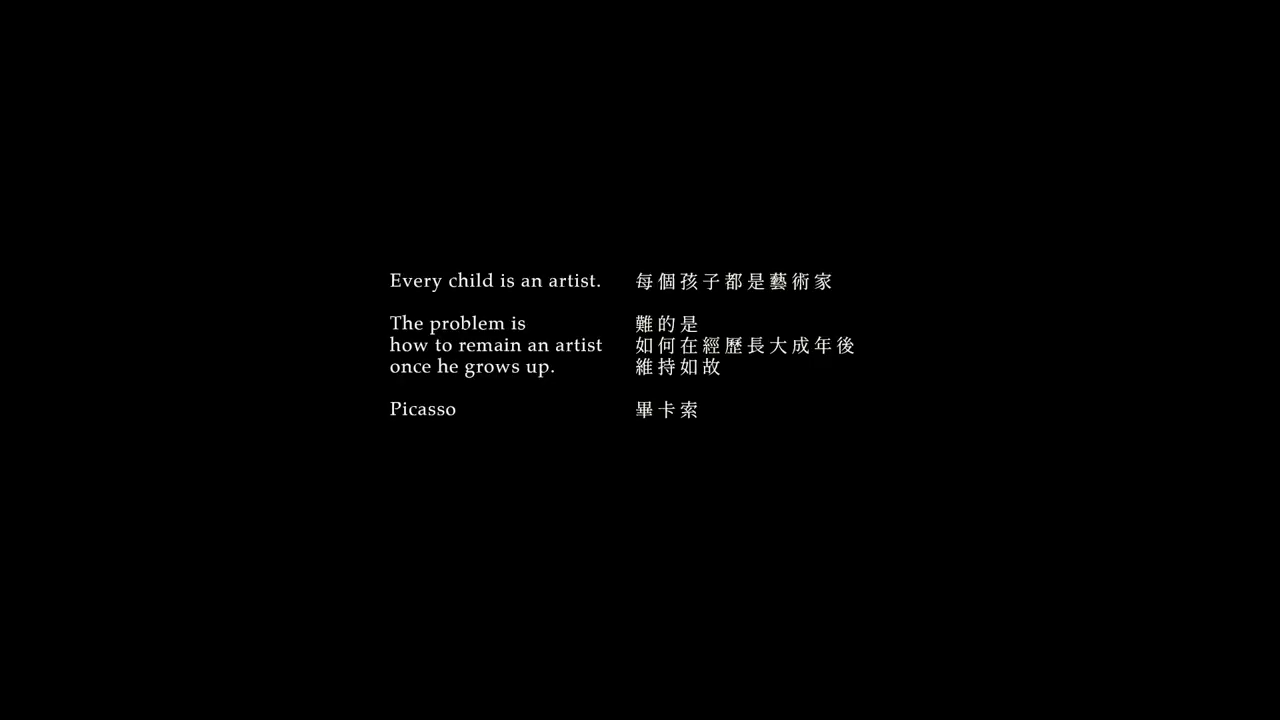 Every child is an artist.
The problem is
how to remain an artist
once he grows up.
Picasso
每個孩子都是藝術家
難的是
如何在經歷長大成年後
維持如故
畢卡索